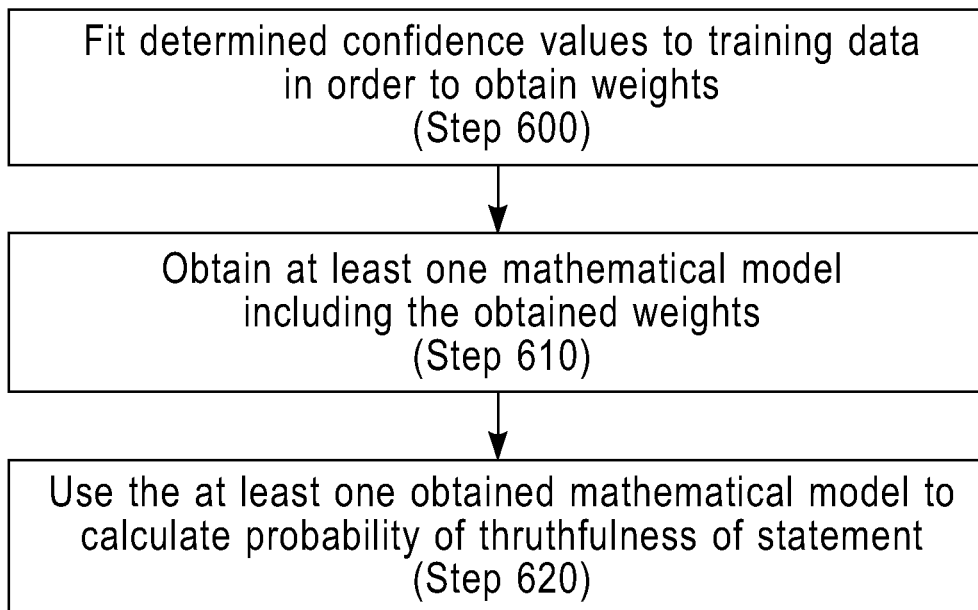 Fit determined confidence values to training data
in order to obtain weights
(Step 600)
Obtain at least one mathematical model
including the obtained weights
(Step 610)
Use the at least one obtained mathematical model to
calculate probability of thruthfulness of statement
(Step 620)